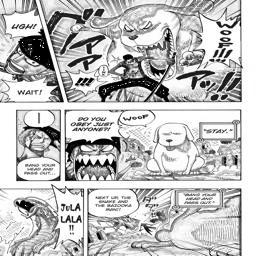 WOOF
!!!
UGH!
WAIT!
"STAY."
WOOF
DO YOU
OBEY JUST
ANYONE?!
BANG YOUR
HEAD AND
PASS OUT...
"BANG YOUR
HEAD AND
PASS OUT."
NEXT UP, THE
SNAKE AND
THE BAZOOKA
MAN!!
JULA
LALA
!!